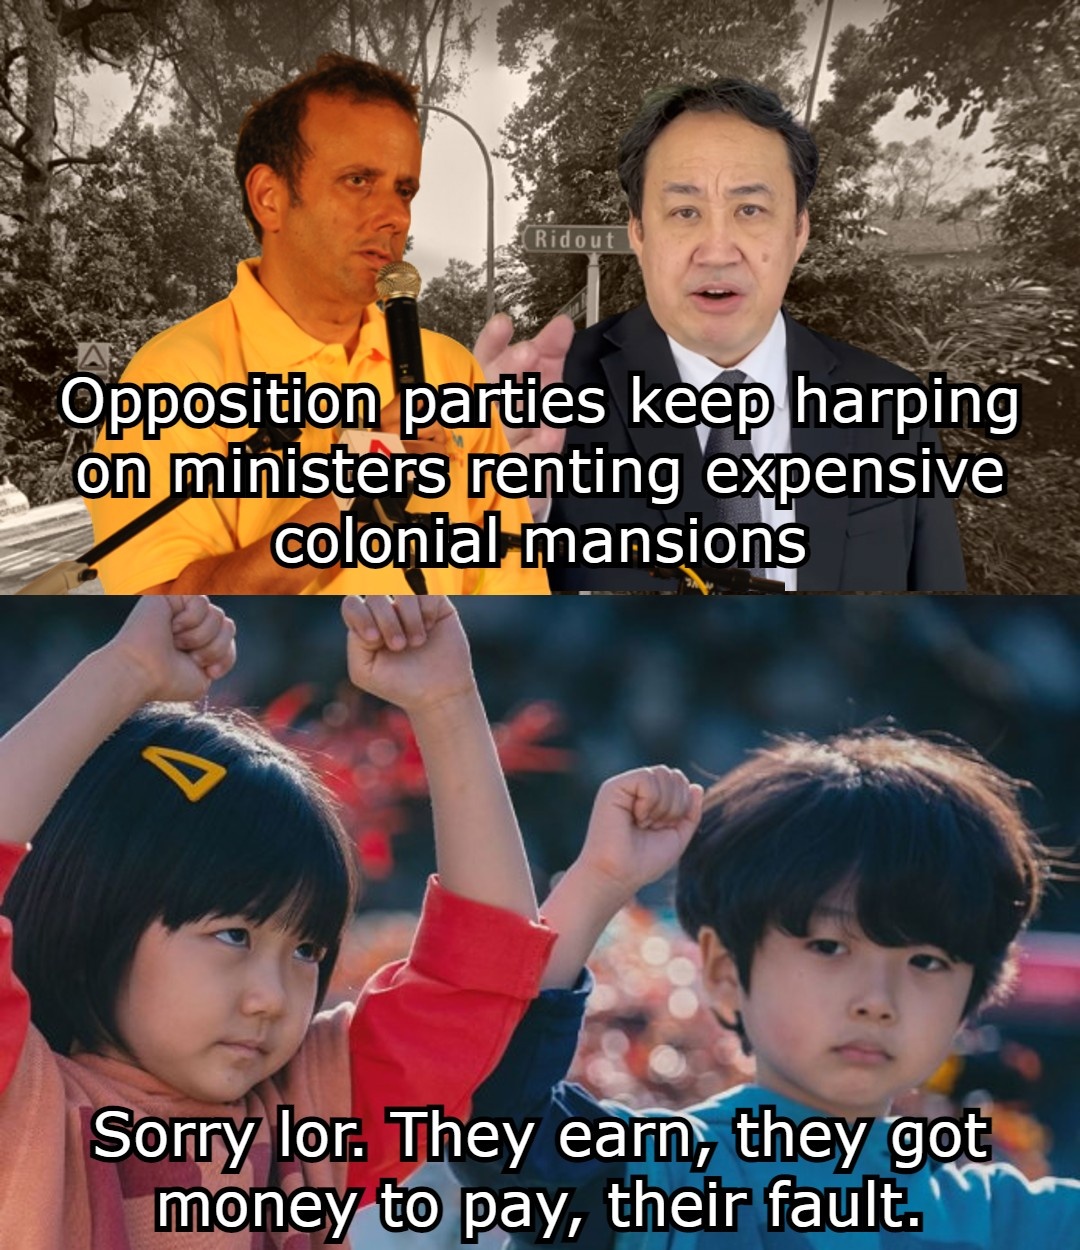 Ridout
Opposition parties keep harping
on ministers renting expensive
colonial mansions
Sorry lor. They earn, they got
money to pay, their fault.